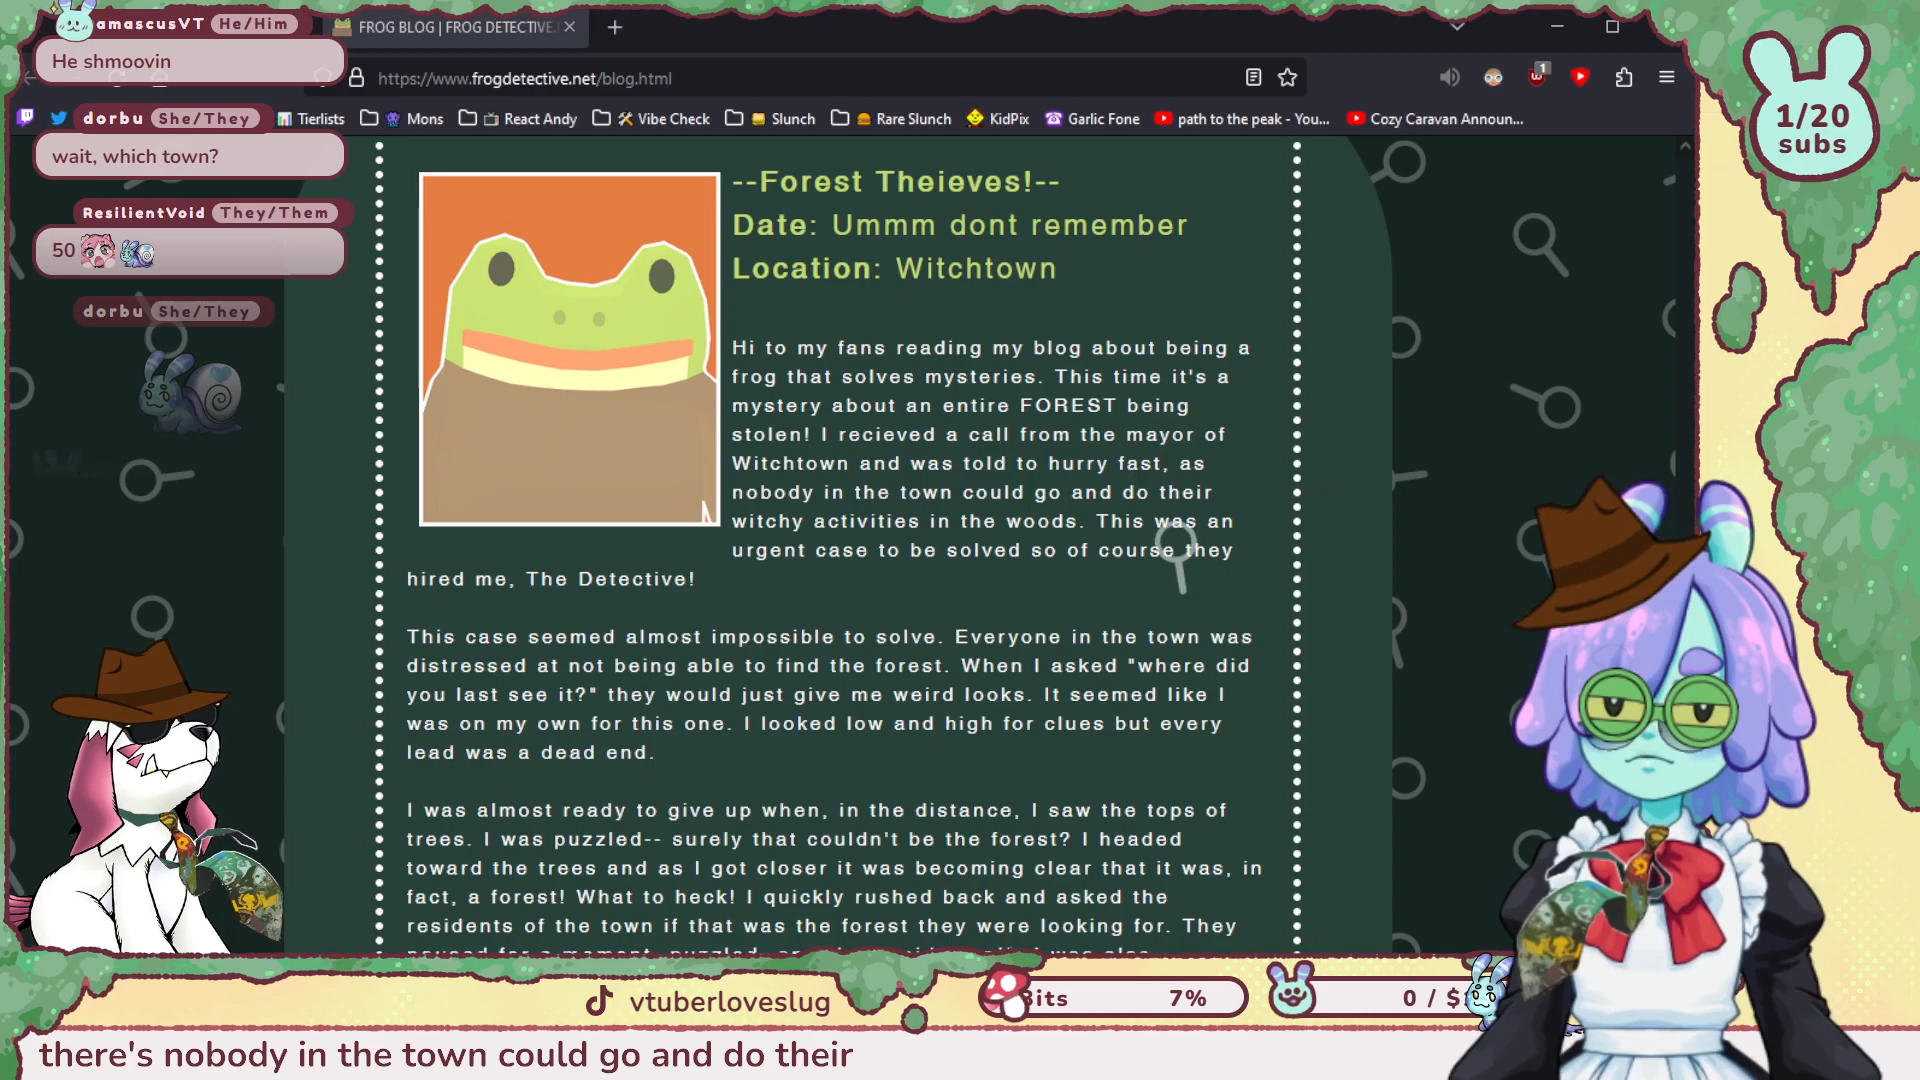 amascusVT He/Him
He shmoovin
dorbu She/They
wait, which town?
ResilientVoid They/Them
50
dorbu She/They
FROG BLOG | FROG DETECTIVE.
https://www.frogdetective.net/blog.html
1
Tierlists
Mons
React Andy
Vibe Check
Slunch
Rare Slunch
KidPix
Garlic Fone
path to the peak - You...
Cozy Caravan Announ...
1/20
subs
--Forest Theieves!--
Date: Ummm dont remember
Location: Witchtown
Hi to my fans reading my blog about being a
frog that solves mysteries. This time it's a
mystery about an entire FOREST being
stolen! I recieved a call from the mayor of
Witchtown and was told to hurry fast, as
nobody in the town could go and do their
witchy activities in the woods. This was an
urgent case to be solved so of course they
hired me, The Detective!
This case seemed almost impossible to solve. Everyone in the town was
distressed at not being able to find the forest. When I asked "where did
you last see it?" they would just give me weird looks. It seemed like I
was on my own for this one. I looked low and high for clues but every
lead was a dead end.
I was almost ready to give up when, in the distance, I saw the tops of
trees. I was puzzled-- surely that couldn't be the forest? I headed
toward the trees and as I got closer it was becoming clear that it was, in
fact, a forest! What to heck! I quickly rushed back and asked the
residents of the town if that was the forest they were looking for. They
vtuberloveslug
Bits 7%
0 / $
there's nobody in the town could go and do their